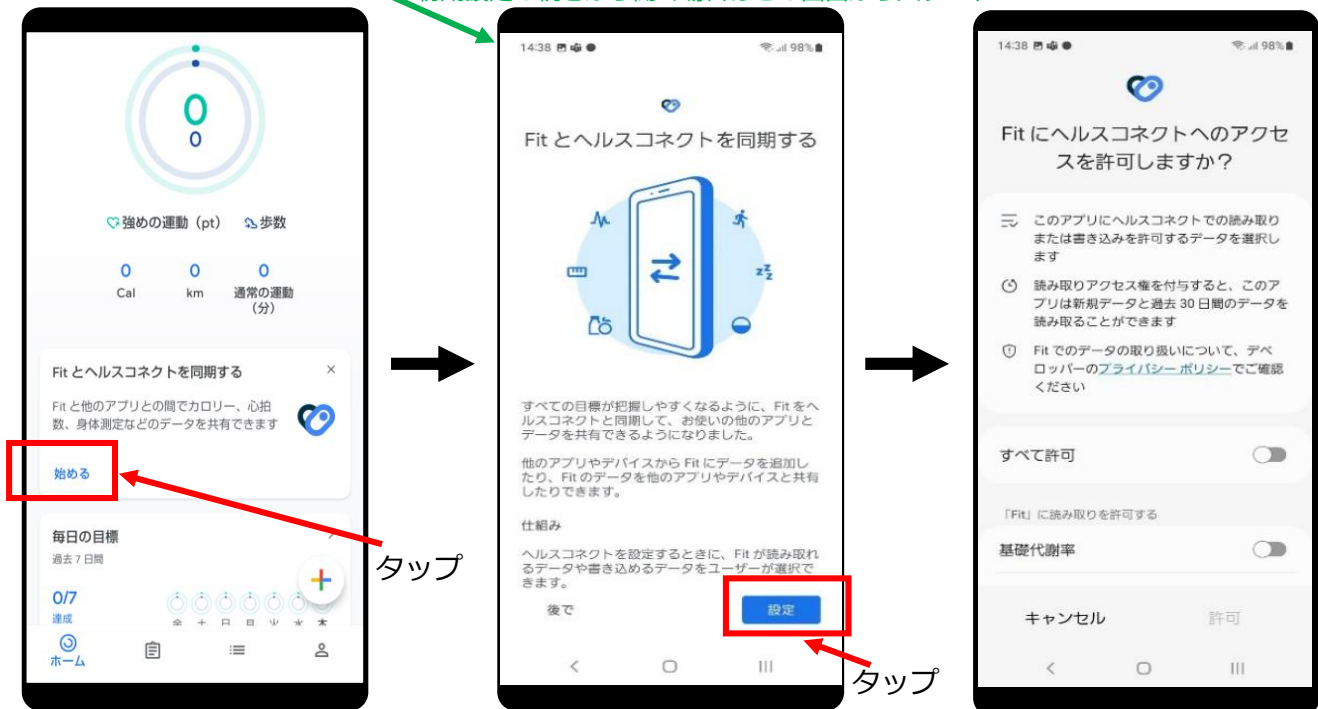 0
0
強めの運動（pt） 歩数
0 0 0
Cal km 通常の運動
（分）
Fit とヘルスコネクトを同期する ×
Fit と他のアプリとの間でカロリー、心拍
数、身体測定などのデータを共有できます
始める
毎日の目標
過去 7 日間
0/7
達成
ホーム
タップ
14:38 98%
Fit とヘルスコネクトを同期する
すべての目標が把握しやすくなるように、Fit をヘ
ルスコネクトと同期して、お使いの他のアプリと
データを共有できるようになりました。
他のアプリやデバイスから Fit にデータを追加し
たり、Fit のデータを他のアプリやデバイスと共有
したりできます。
仕組み
ヘルスコネクトを設定するときに、Fit が読み取れ
るデータや書き込めるデータをユーザーが選択で
きます。
後で 設定
タップ
14:38 98%
Fit にヘルスコネクトへのアクセ
スを許可しますか？
このアプリにヘルスコネクトでの読み取り
または書き込みを許可するデータを選択し
ます
読み取りアクセス権を付与すると、このア
プリは新規データと過去 30 日間のデータを
読み取ることができます
Fit でのデータの取り扱いについて、デベ
ロッパーのプライバシー ポリシーでご確認
ください
すべて許可
「Fit」に読み取りを許可する
基礎代謝率
キャンセル 許可